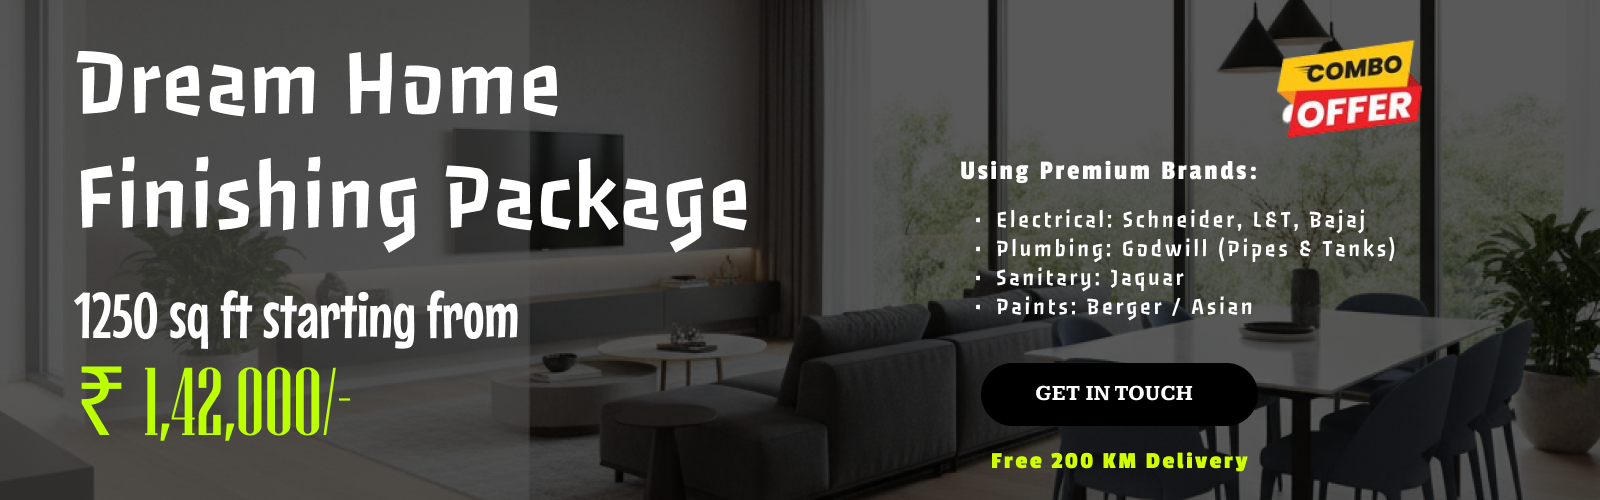 Dream Home
Finishing Package
1250 sq ft starting from
₹ 1,42,000/-
COMBO
OFFER
Using Premium Brands:
• Electrical: Schneider, L&T, Bajaj
• Plumbing: Godwill (Pipes & Tanks)
• Sanitary: Jaquar
• Paints: Berger / Asian
GET IN TOUCH
Free 200 KM Delivery